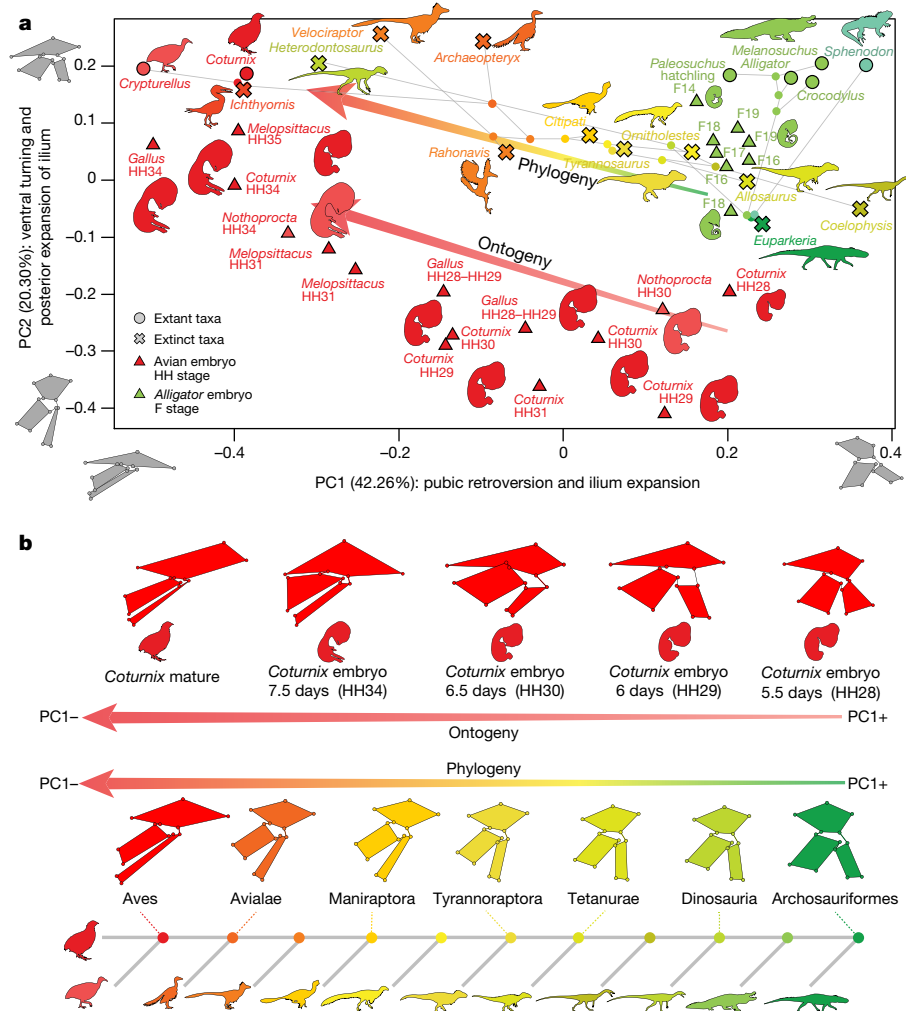 a
PC2 (20.30%): ventral turning and
posterior expansion of ilium
0.2
0.1
0
−0.1
−0.2
−0.3
−0.4
Velociraptor
Heterodontosaurus
Archaeopteryx
Melanosuchus
Alligator
Sphenodon
Coturnix
Crypturellus
Paleosuchus
hatchling
F14
Crocodylus
Ichthyornis
Citipati
Ornitholestes
F18
F19
F19
F17
F16
F16
Melopsittacus
HH35
Gallus
HH34
Rahonavis
Tyrannosaurus
Phylogeny
Allosaurus
Coturnix
HH34
F18
Coelophysis
Nothoprocta
HH34
Euparkeria
Ontogeny
Melopsittacus
HH31
Melopsittacus
HH31
Gallus
HH28–HH29
Nothoprocta
HH30
Coturnix
HH28
Gallus
HH28–HH29
Extant taxa
Extinct taxa
Avian embryo
HH stage
Alligator embryo
F stage
Coturnix
HH30
Coturnix
HH30
Coturnix
HH29
Coturnix
HH31
Coturnix
HH29
−0.4
−0.2
0
0.2
0.4
PC1 (42.26%): pubic retroversion and ilium expansion
b
Coturnix mature
Coturnix embryo
7.5 days (HH34)
Coturnix embryo
6.5 days (HH30)
Coturnix embryo
6 days (HH29)
Coturnix embryo
5.5 days (HH28)
PC1−
PC1+
Ontogeny
Phylogeny
PC1−
PC1+
Aves
Avialae
Maniraptora
Tyrannoraptora
Tetanurae
Dinosauria
Archosauriformes